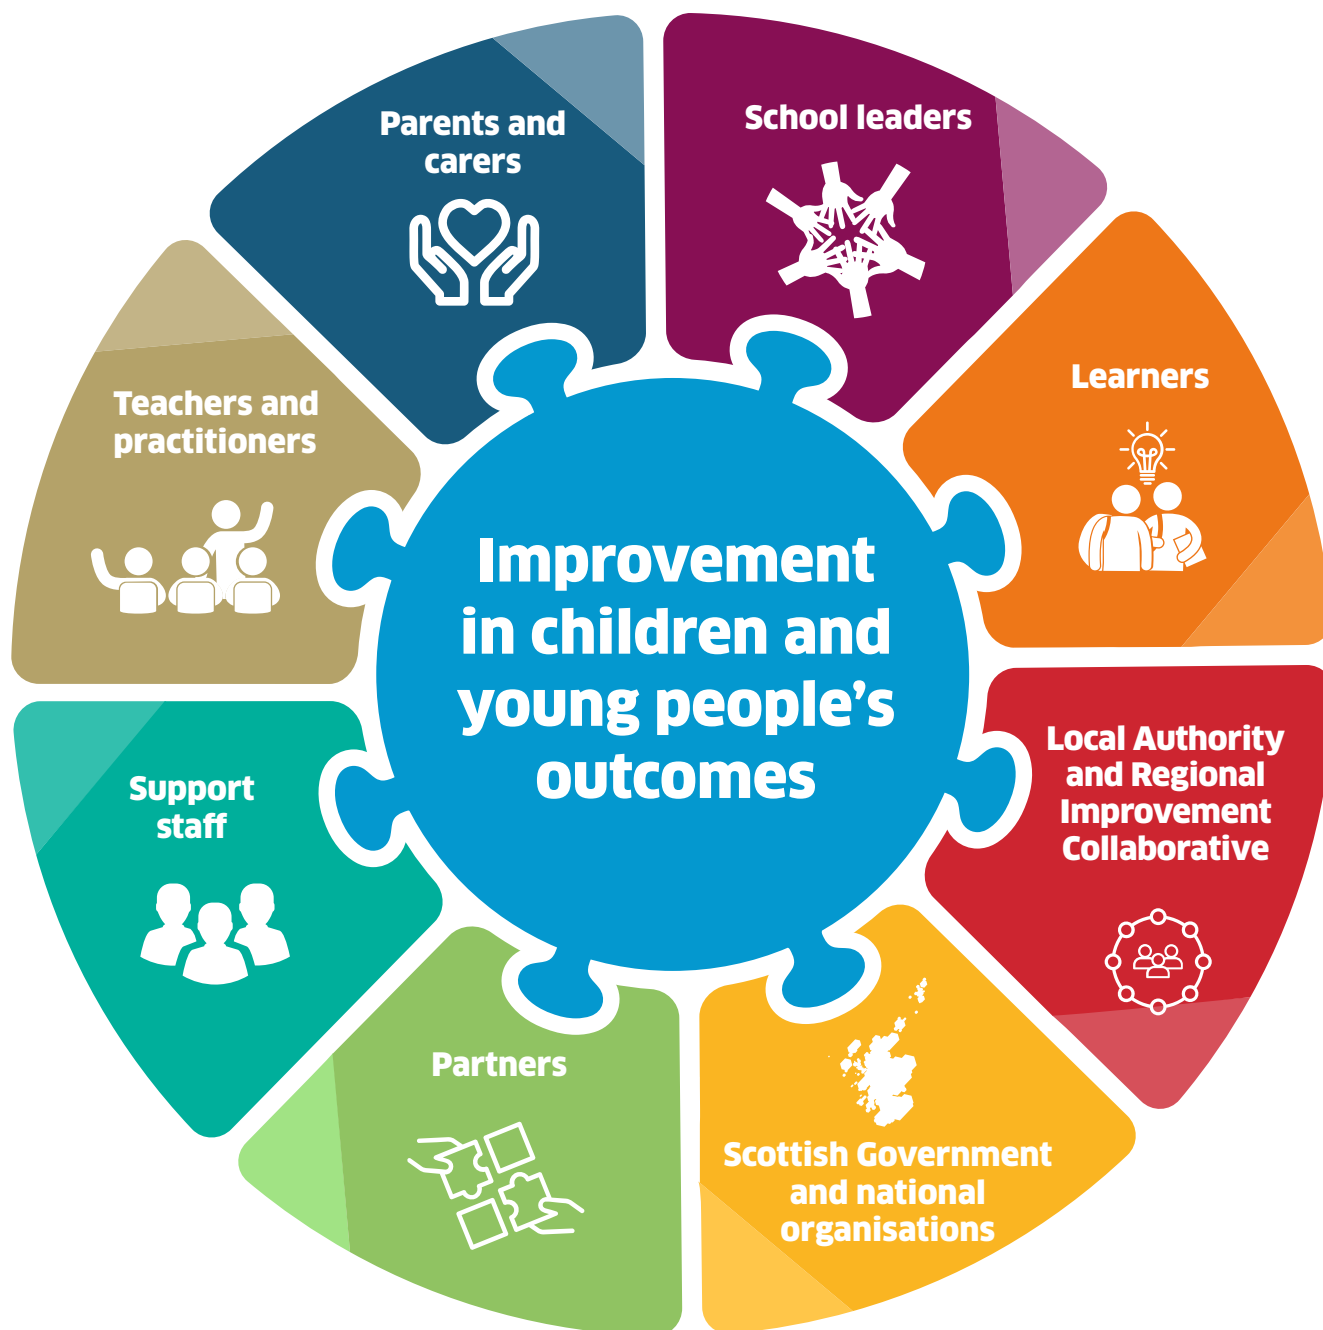 Parents and
carers
School leaders
Learners
Teachers and
practitioners
Improvement
in children and
young people's
outcomes
Local Authority
and Regional
Improvement
Collaborative
Support
staff
Partners
Scottish Government
and national
organisations